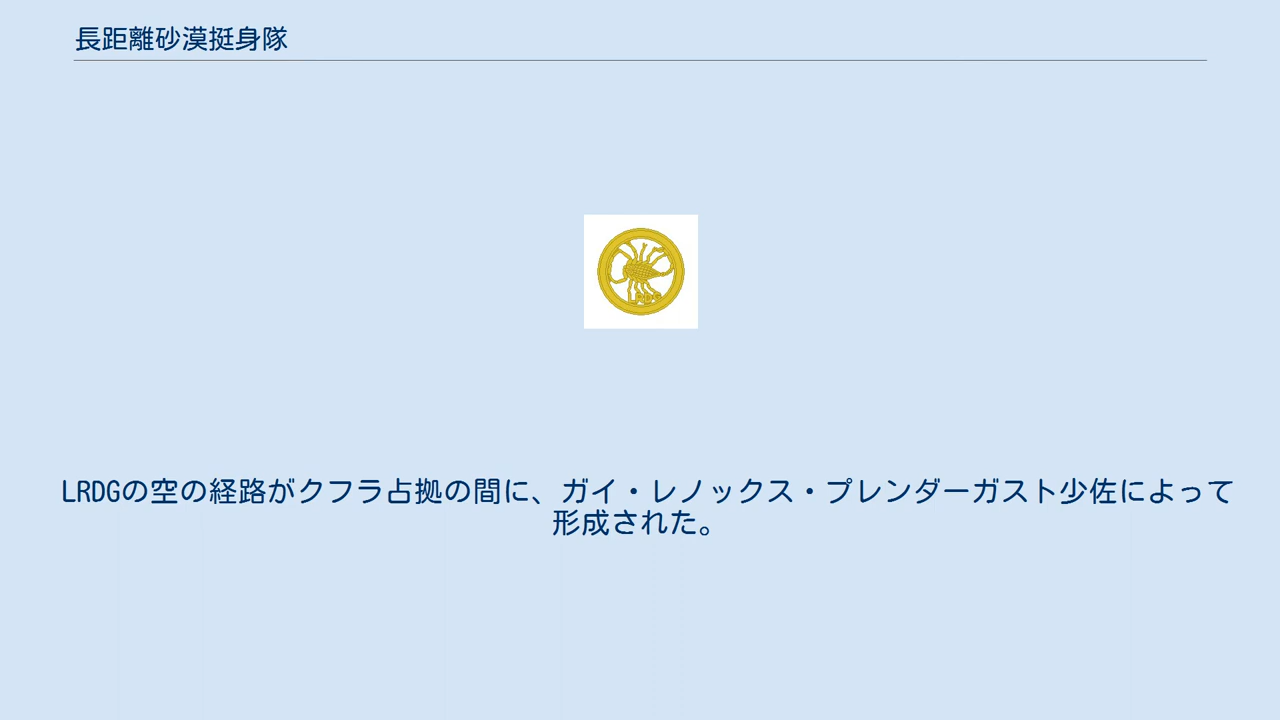 長距離砂漠挺身隊
LRDG
LRDGの空の経路がクフラ占拠の間に、ガイ・レノックス・プレンダーガスト少佐によって
形成された。